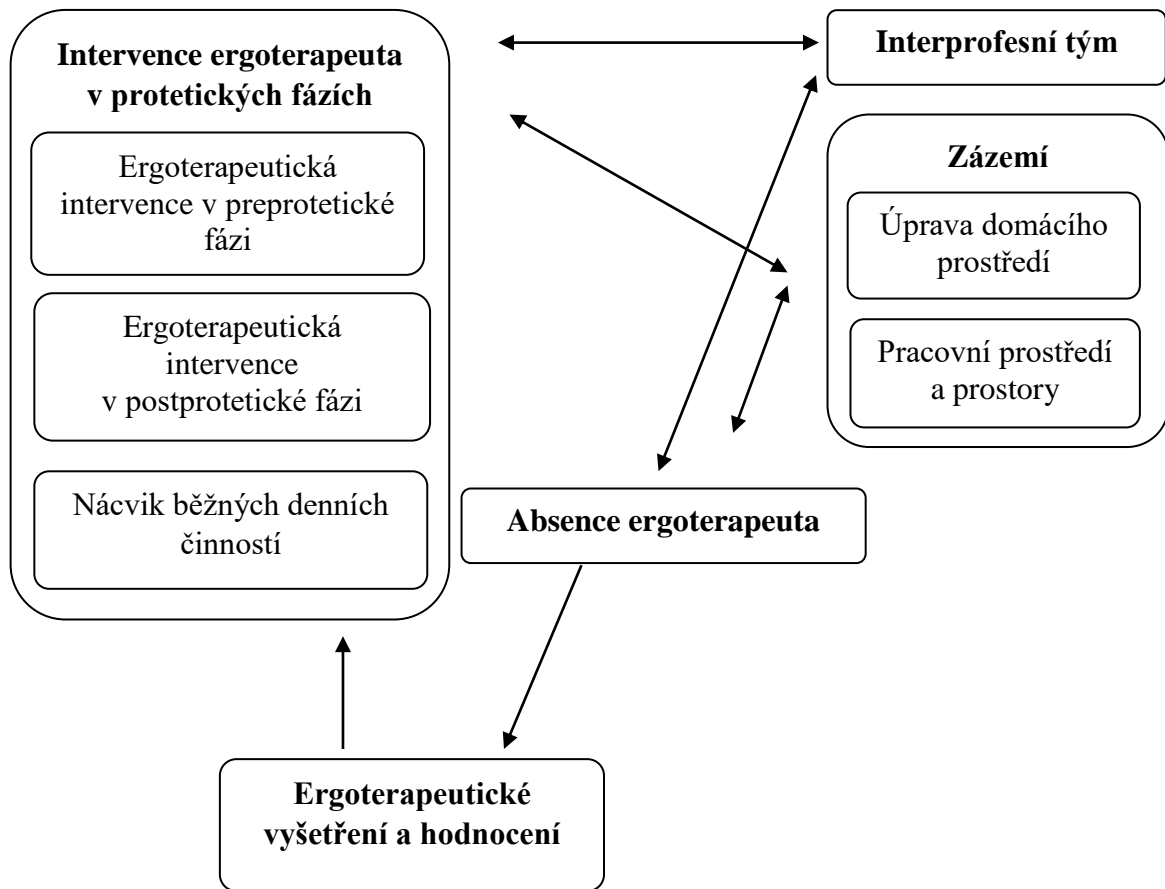 Intervence ergoterapeuta
v protetických fázích
Ergoterapeutická
intervence v preprotetické
fázi
Ergoterapeutická
intervence
v postprotetické fázi
Nácvik běžných denních
činností
Interprofesní tým
Zázemí
Úprava domácího
prostředí
Pracovní prostředí
a prostory
Absence ergoterapeuta
Ergoterapeutické
vyšetření a hodnocení